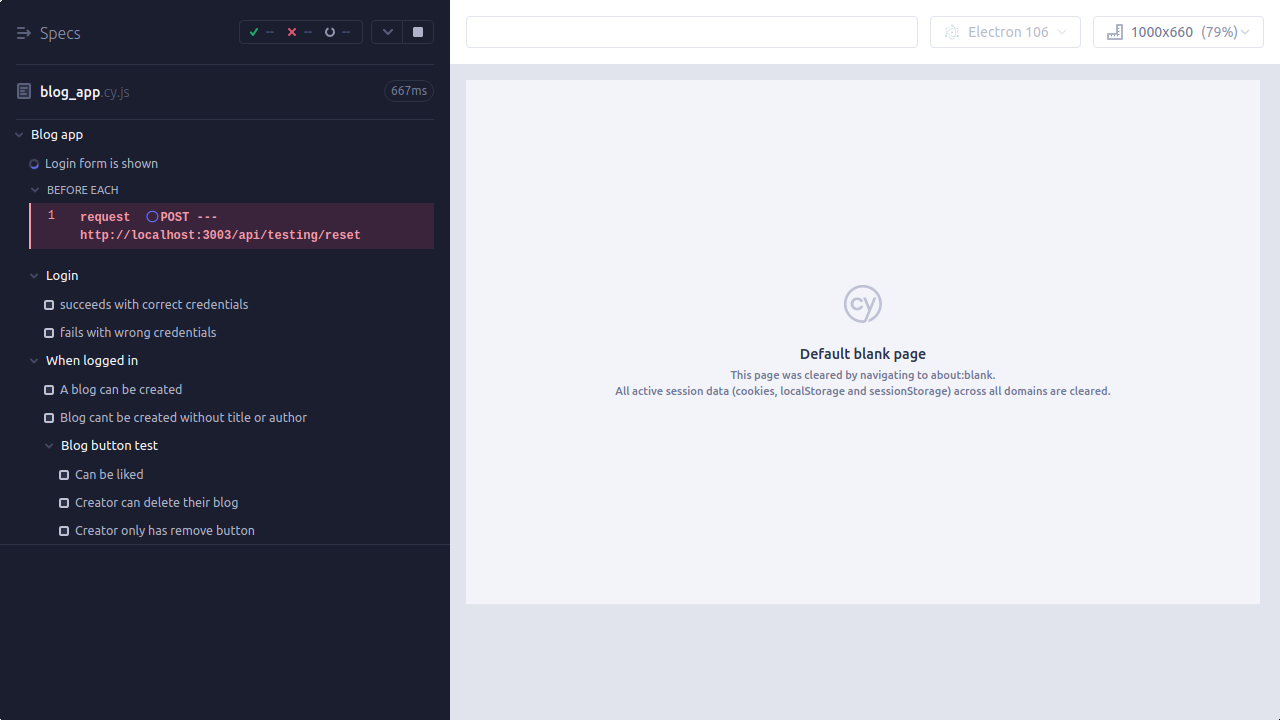 Specs
--
--
--
Electron 106
1000x660 (79%)
blog_app.cy.js
667ms
Blog app
Login form is shown
BEFORE EACH
1 request POST ---
http://localhost:3003/api/testing/reset
Login
succeeds with correct credentials
fails with wrong credentials
When logged in
A blog can be created
Blog cant be created without title or author
Blog button test
Can be liked
Creator can delete their blog
Creator only has remove button
cy
Default blank page
This page was cleared by navigating to about:blank.
All active session data (cookies, localStorage and sessionStorage) across all domains are cleared.